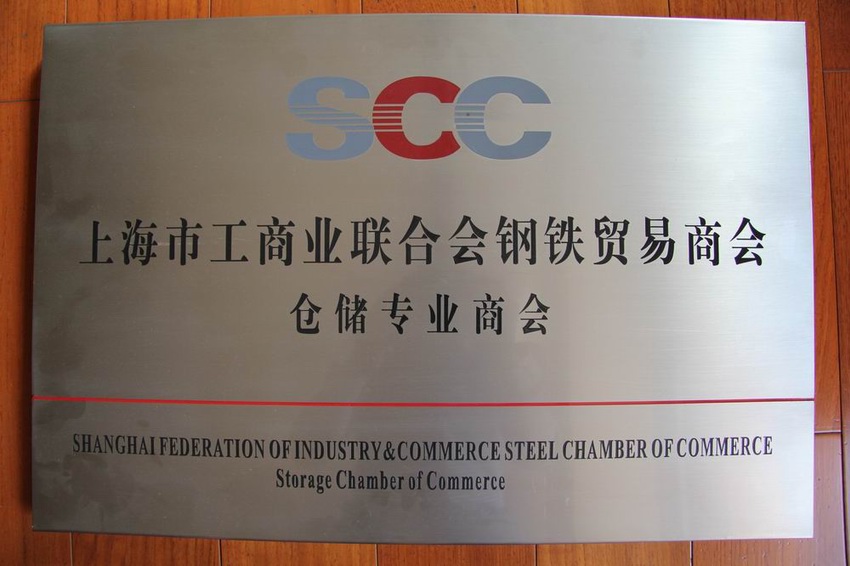 SCC
上海市工商业联合会钢铁贸易商会
仓储专业商会
SHANGHAI FEDERATION OF INDUSTRY&COMMERCE STEEL CHAMBER OF COMMERCE
Storage Chamber of Commerce